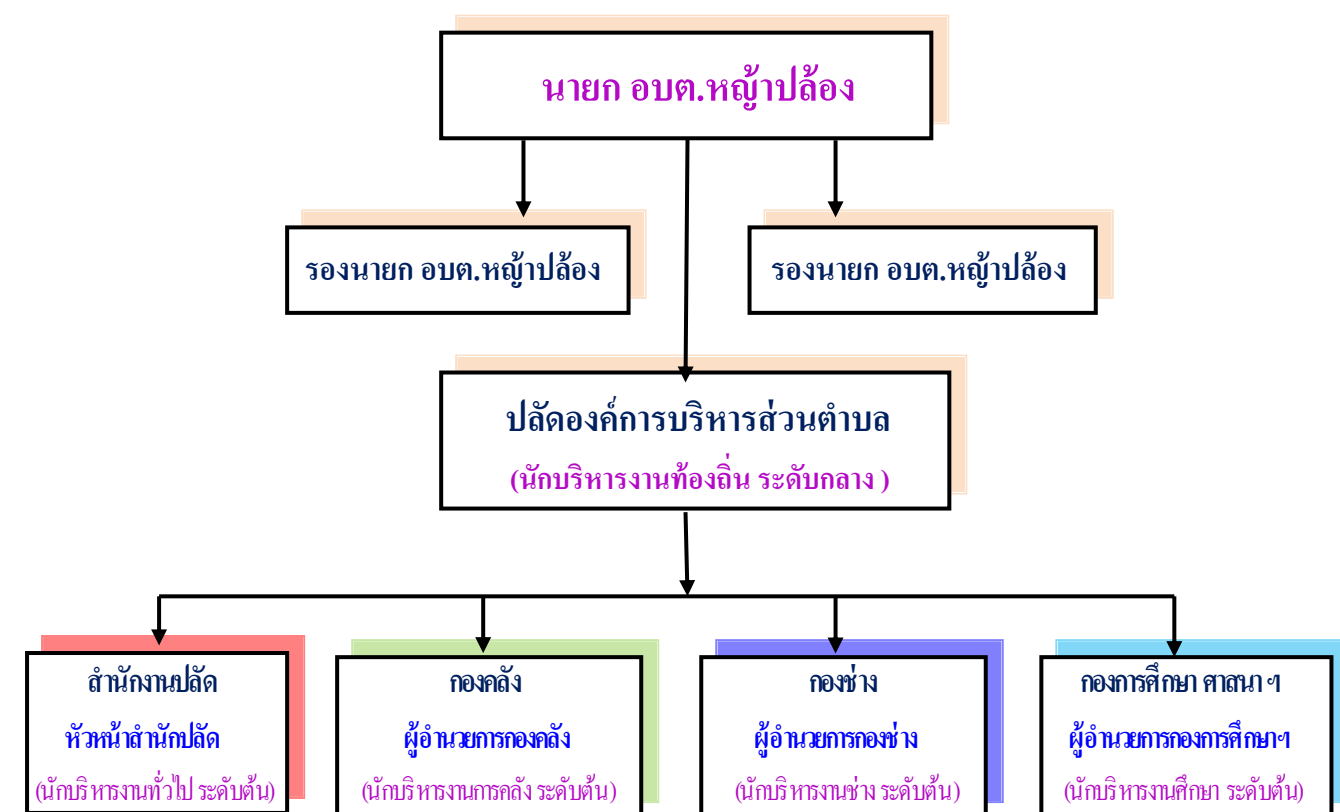 นายก อบต.หญ้าปล้อง
รองนายก อบต.หญ้าปล้อง
รองนายก อบต.หญ้าปล้อง
ปลัดองค์การบริหารส่วนตำบล
(นักบริหารงานท้องถิ่น ระดับกลาง )
สำนักงานปลัด
หัวหน้าสำนักปลัด
(นักบริหารงานทั่วไป ระดับต้น)
กองคลัง
ผู้อำนวยการกองคลัง
(นักบริหารงานการคลัง ระดับต้น)
กองช่าง
ผู้อำนวยการกองช่าง
(นักบริหารงานช่าง ระดับต้น)
กองการศึกษา ศาสนา ฯ
ผู้อำนวยการกองการศึกษาฯ
(นักบริหารงานศึกษา ระดับต้น)